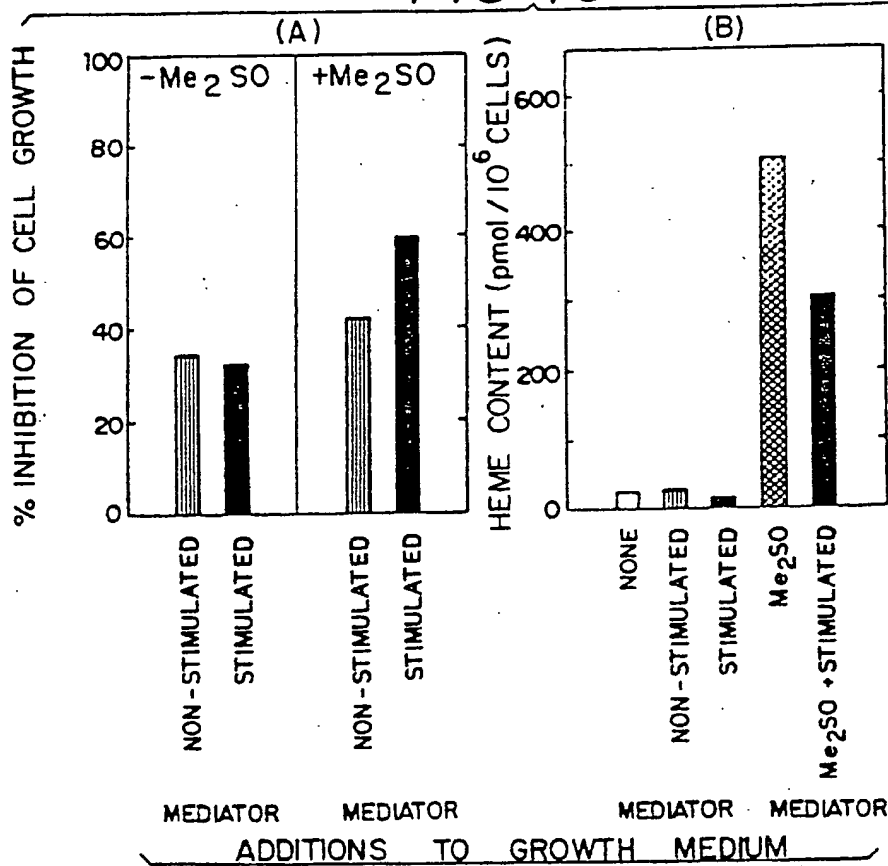 (A)
(B)
% INHIBITION OF CELL GROWTH
100
80
60
40
20
0
-Me2SO
+Me2SO
NON-STIMULATED
STIMULATED
NON-STIMULATED
STIMULATED
MEDIATOR
MEDIATOR
HEME CONTENT (pmol/10⁶ CELLS)
600
400
200
0
NONE
NON-STIMULATED
STIMULATED
Me2SO
Me2SO +STIMULATED
MEDIATOR
MEDIATOR
ADDITIONS TO GROWTH MEDIUM